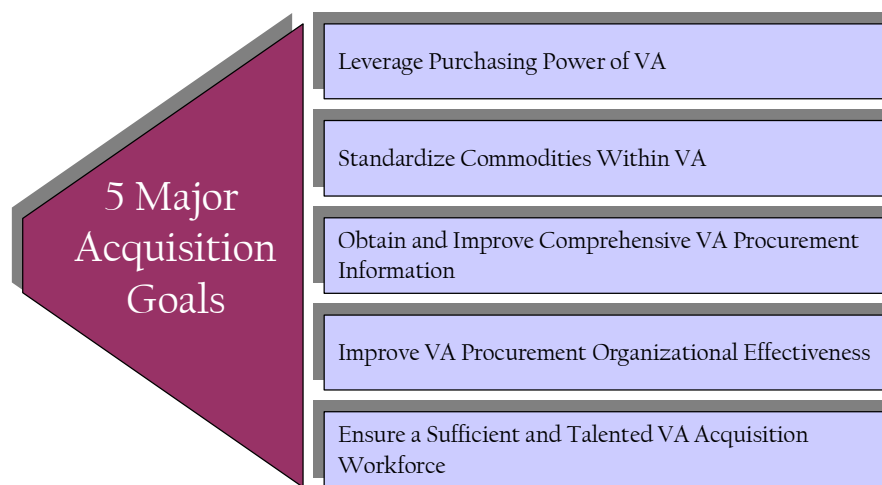 5 Major
Acquisition
Goals
Leverage Purchasing Power of VA
Standardize Commodities Within VA
Obtain and Improve Comprehensive VA Procurement
Information
Improve VA Procurement Organizational Effectiveness
Ensure a Sufficient and Talented VA Acquisition
Workforce